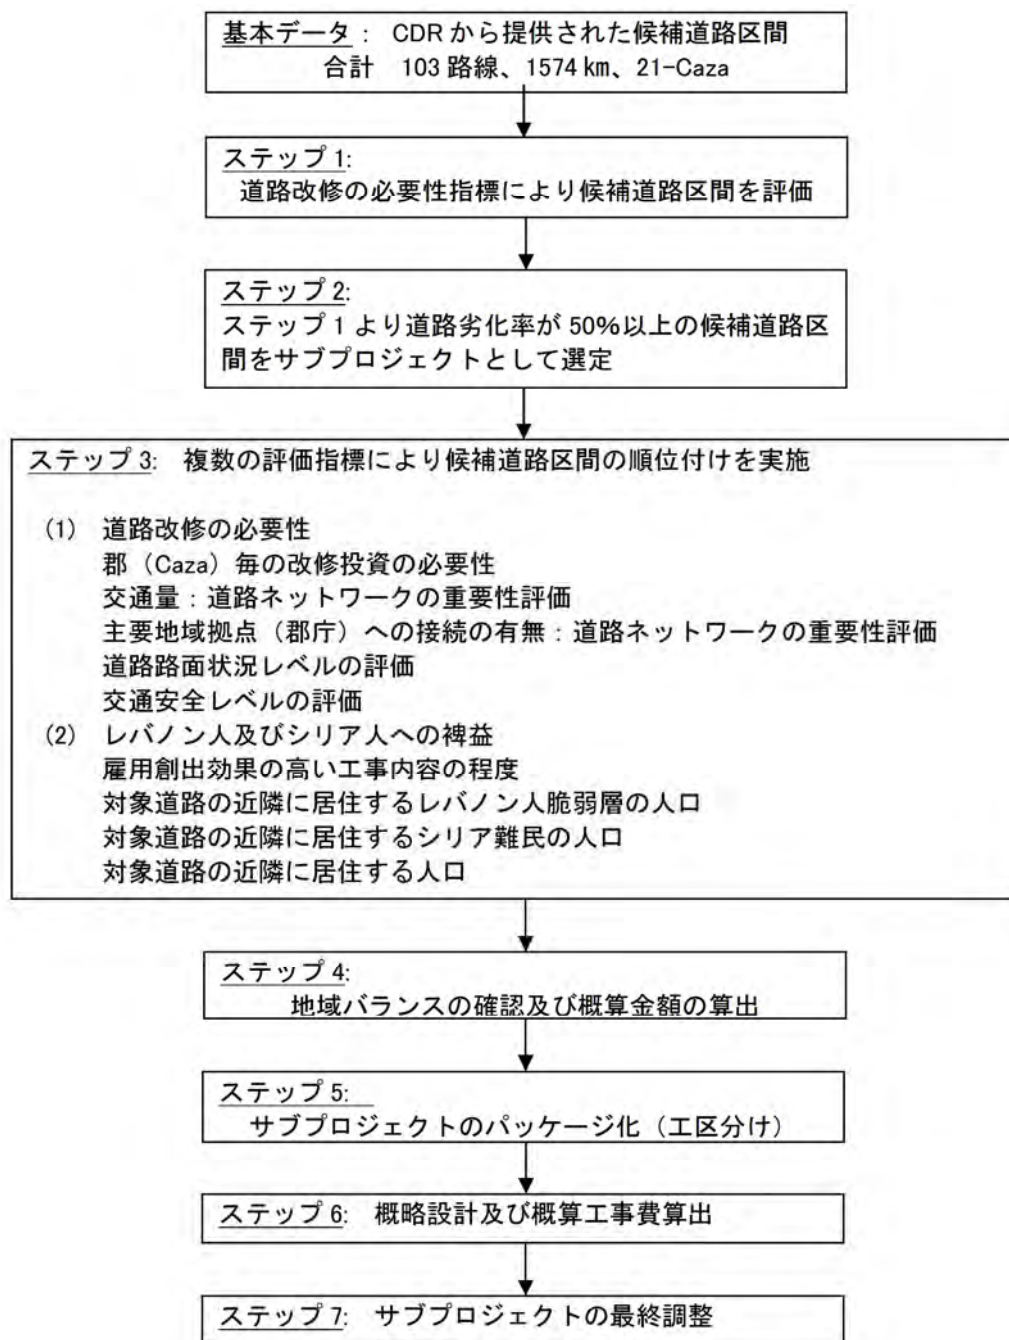 基本データ： CDR から提供された候補道路区間
合計 103 路線、1574 km、21-Caza
ステップ 1:
道路改修の必要性指標により候補道路区間を評価
ステップ 2:
ステップ 1 より道路劣化率が 50%以上の候補道路区
間をサブプロジェクトとして選定
ステップ 3: 複数の評価指標により候補道路区間の順位付けを実施
(1) 道路改修の必要性
郡（Caza）毎の改修投資の必要性
交通量：道路ネットワークの重要性評価
主要地域拠点（郡庁）への接続の有無：道路ネットワークの重要性評価
道路路面状況レベルの評価
交通安全レベルの評価
(2) レバノン人及びシリア人への裨益
雇用創出効果の高い工事内容の程度
対象道路の近隣に居住するレバノン人脆弱層の人口
対象道路の近隣に居住するシリア難民の人口
対象道路の近隣に居住する人口
ステップ 4:
地域バランスの確認及び概算金額の算出
ステップ 5:
サブプロジェクトのパッケージ化（工区分け）
ステップ 6: 概略設計及び概算工事費算出
ステップ 7: サブプロジェクトの最終調整